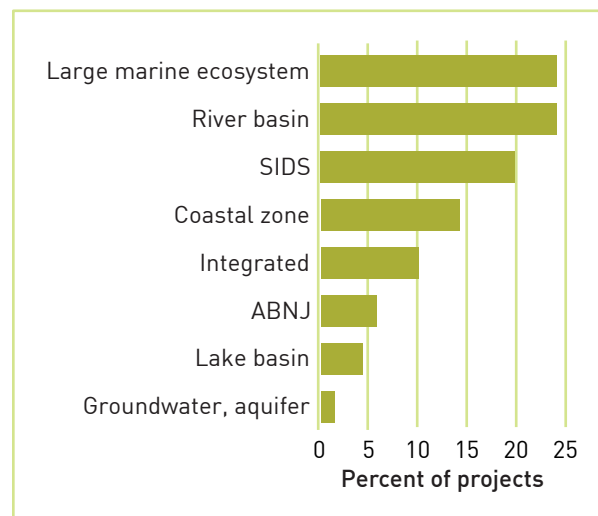 Large marine ecosystem
River basin
SIDS
Coastal zone
Integrated
ABNJ
Lake basin
Groundwater, aquifer
0 5 10 15 20 25
Percent of projects